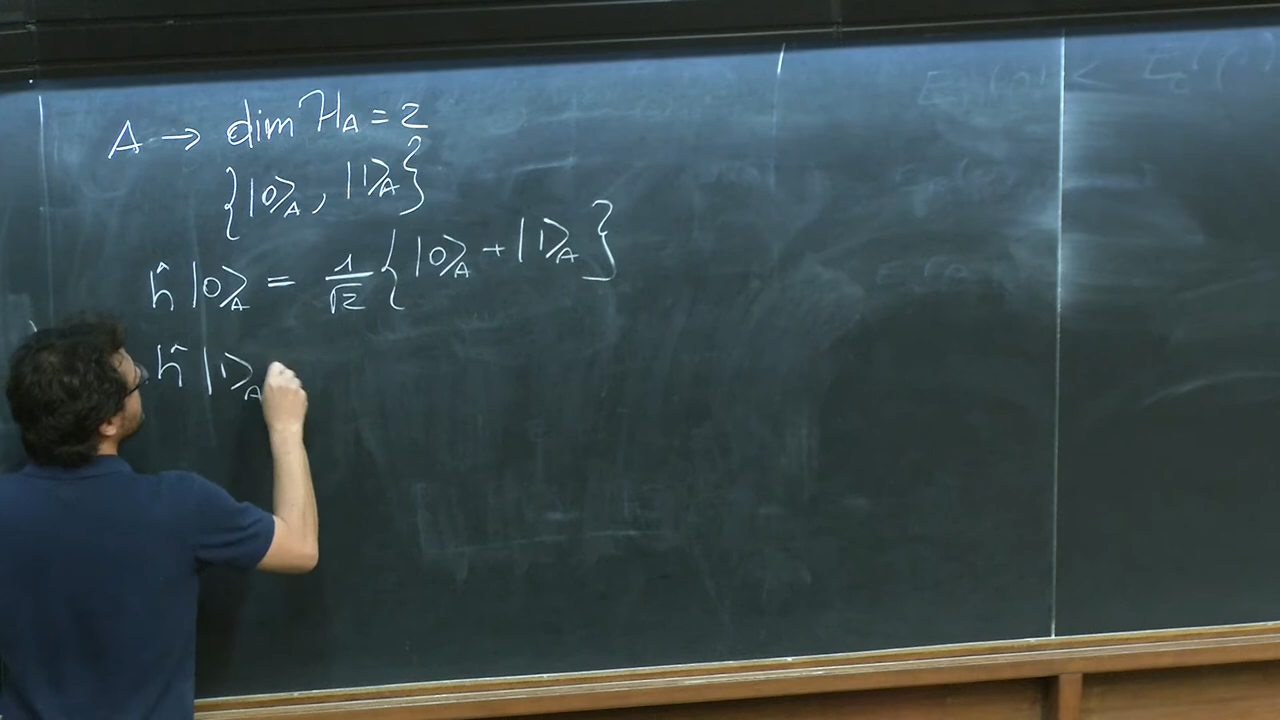 A → dim ℋ_A = 2
{|0⟩_A, |1⟩_A}
ĥ |0⟩_A = 1/√2 {|0⟩_A + |1⟩_A}
ĥ |1⟩_A